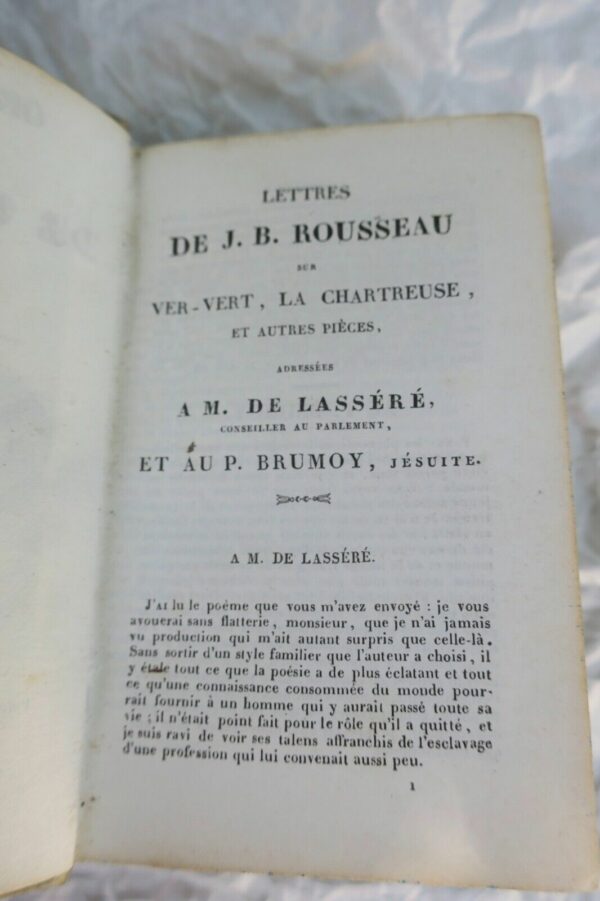 LETTRES
DE J. B. ROUSSEAU
SUR
VER-VERT, LA CHARTREUSE,
ET AUTRES PIÈCES,
ADRESSÉES
A M. DE LASSÉRÉ,
CONSEILLER AU PARLEMENT,
ET AU P. BRUMOY, JÉSUITE.
A M. DE LASSÉRÉ.
J'AI lu le poème que vous m'avez envoyé : je vous
avouerai sans flatterie, monsieur, que je n'ai jamais
vu production qui m'ait autant surpris que celle-là.
Sans sortir d'un style familier que l'auteur a choisi, il
y étale tout ce que la poésie a de plus éclatant et tout
ce qu'une connaissance consommée du monde pour-
rait fournir à un homme qui y aurait passé toute sa
vie ; il n'était point fait pour le rôle qu'il a quitté, et
je suis ravi de voir ses talens affranchis de l'esclavage
d'une profession qui lui convenait aussi peu.
1